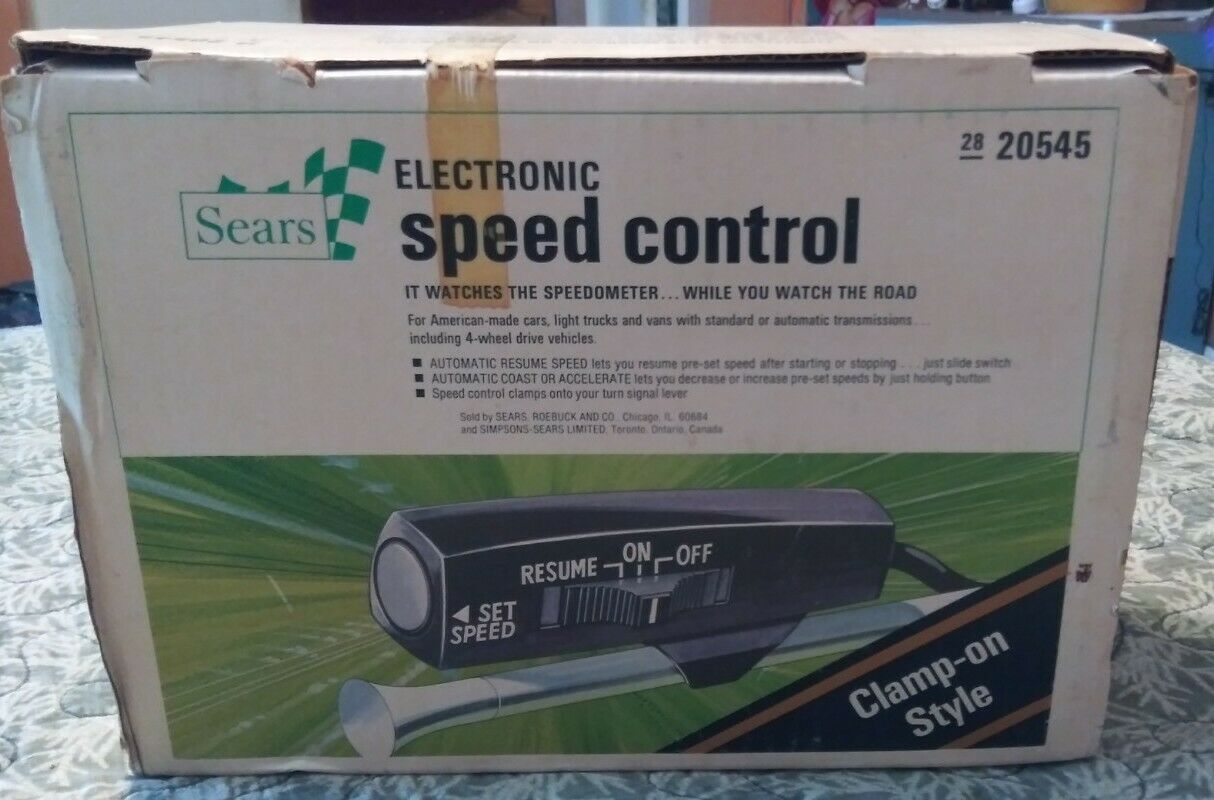 28 20545
Sears
ELECTRONIC
speed control
IT WATCHES THE SPEEDOMETER... WHILE YOU WATCH THE ROAD
For American-made cars, light trucks and vans with standard or automatic transmissions...
including 4-wheel drive vehicles.
■ AUTOMATIC RESUME SPEED lets you resume pre-set speed after starting or stopping... just slide switch
■ AUTOMATIC COAST OR ACCELERATE lets you decrease or increase pre-set speeds by just holding button
■ Speed control clamps onto your turn signal lever
Sold by SEARS, ROEBUCK AND CO., Chicago, IL. 60684
and SIMPSONS-SEARS LIMITED, Toronto, Ontario, Canada
RESUME ON OFF
◄ SET
SPEED
Clamp-on
Style